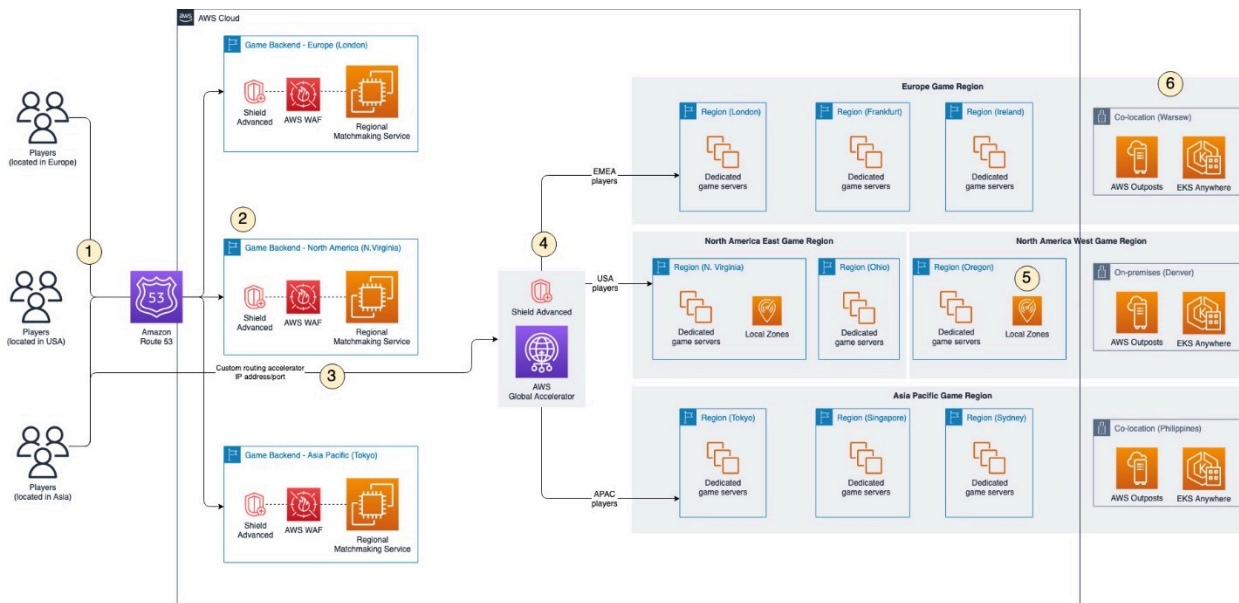 aws
AWS Cloud
Game Backend - Europe (London)
Shield
Advanced
AWS WAF
Regional
Matchmaking Service
Players
(located in Europe)
1
2
Game Backend - North America (N.Virginia)
Shield
Advanced
AWS WAF
Regional
Matchmaking Service
Players
(located in USA)
53
Amazon
Route 53
Custom routing accelerator
IP address/port
3
Players
(located in Asia)
Game Backend - Asia Pacific (Tokyo)
Shield
Advanced
AWS WAF
Regional
Matchmaking Service
4
Shield Advanced
AWS
Global Accelerator
EMEA
players
USA
players
APAC
players
Europe Game Region
6
Region (London)
Dedicated
game servers
Region (Frankfurt)
Dedicated
game servers
Region (Ireland)
Dedicated
game servers
Co-location (Warsaw)
AWS Outposts
K
EKS Anywhere
North America East Game Region
North America West Game Region
Region (N. Virginia)
Dedicated
game servers
Local Zones
Region (Ohio)
Dedicated
game servers
Region (Oregon)
5
Dedicated
game servers
Local Zones
On-premises (Denver)
AWS Outposts
K
EKS Anywhere
Asia Pacific Game Region
Region (Tokyo)
Dedicated
game servers
Region (Singapore)
Dedicated
game servers
Region (Sydney)
Dedicated
game servers
Co-location (Philippines)
AWS Outposts
K
EKS Anywhere